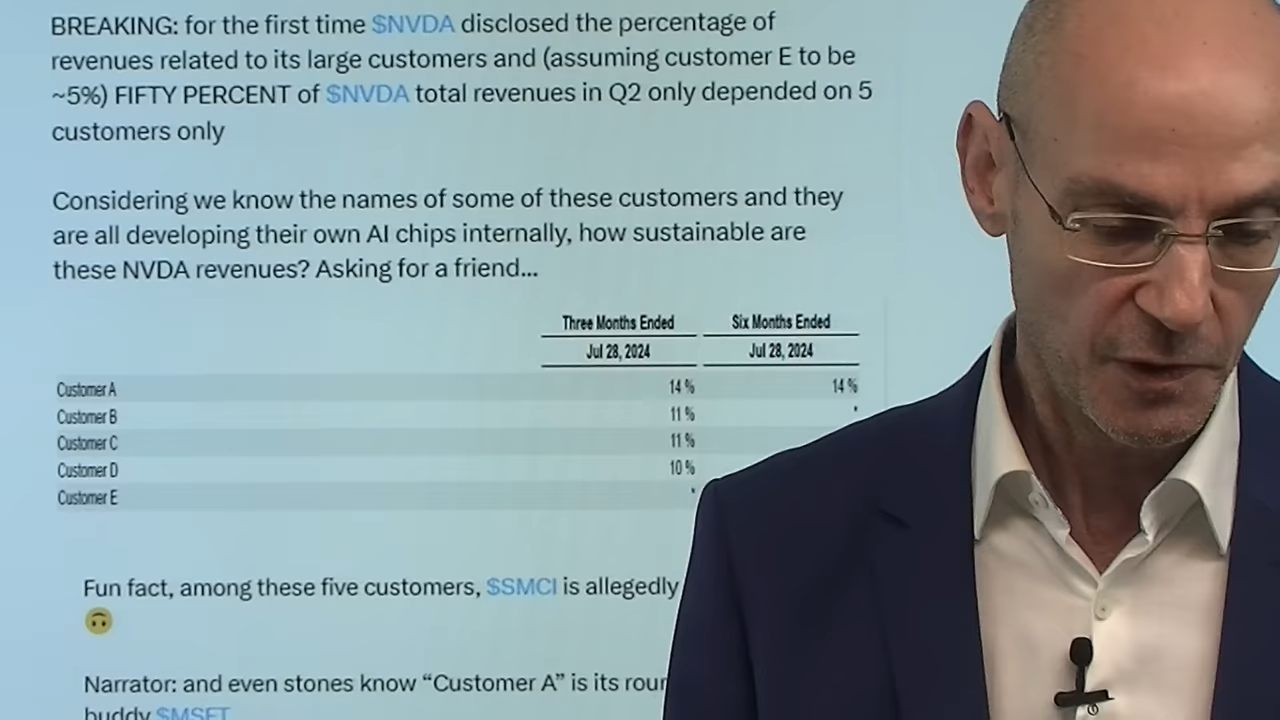 BREAKING: for the first time $NVDA disclosed the percentage of
revenues related to its large customers and (assuming customer E to be
~5%) FIFTY PERCENT of $NVDA total revenues in Q2 only depended on 5
customers only
Considering we know the names of some of these customers and they
are all developing their own AI chips internally, how sustainable are
these NVDA revenues? Asking for a friend...
Three Months Ended Six Months Ended
Jul 28, 2024 Jul 28, 2024
Customer A 14 % 14 %
Customer B 11 % *
Customer C 11 %
Customer D 10 %
Customer E *
Fun fact, among these five customers, $SMCI is allegedly
🙃
Narrator: and even stones know “Customer A” is its
buddy $MSFT